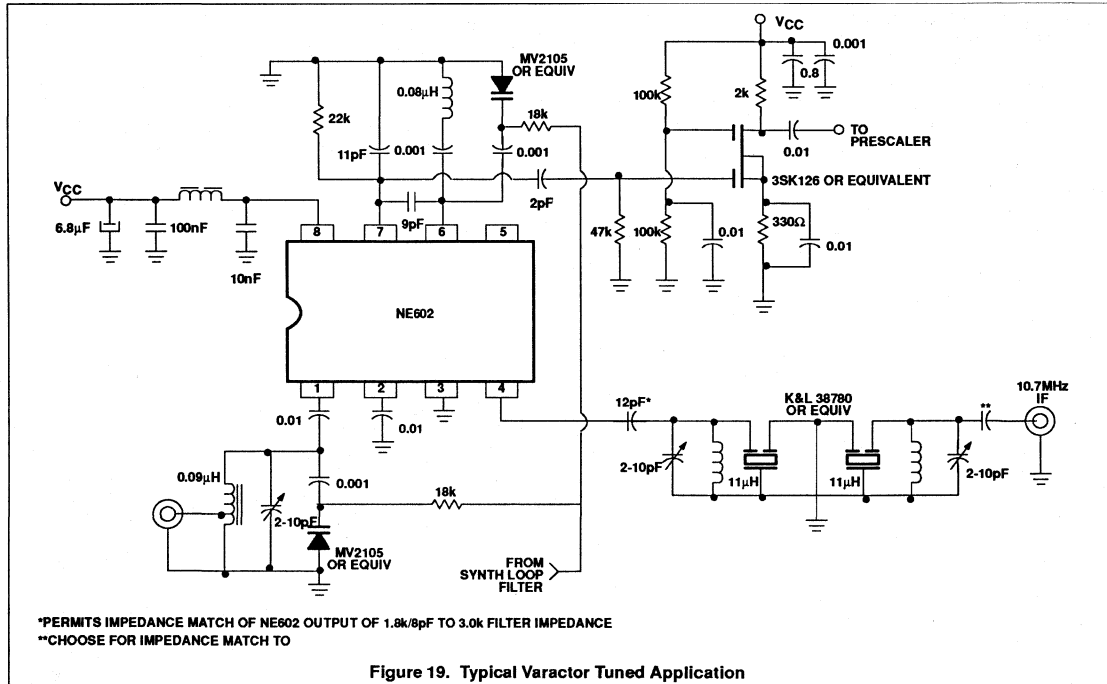 VCC
0.001
MV2105
OR EQUIV
0.8
0.08µH
100k
2k
22k
18k
TO
PRESCALER
11pF
0.001
0.001
0.01
3SK126 OR EQUIVALENT
VCC
2pF
6.8µF
100nF
9pF
47k
100k
0.01
330Ω
0.01
8
7
6
5
10nF
NE602
1
2
3
4
10.7MHz
IF
K&L 38780
OR EQUIV
12pF*
**
0.01
0.01
0.09µH
0.001
18k
2-10pF
11µH
11µH
2-10pF
2-10pF
MV2105
OR EQUIV
FROM
SYNTH LOOP
FILTER
*PERMITS IMPEDANCE MATCH OF NE602 OUTPUT OF 1.8k/8pF TO 3.0k FILTER IMPEDANCE
**CHOOSE FOR IMPEDANCE MATCH TO
Figure 19. Typical Varactor Tuned Application